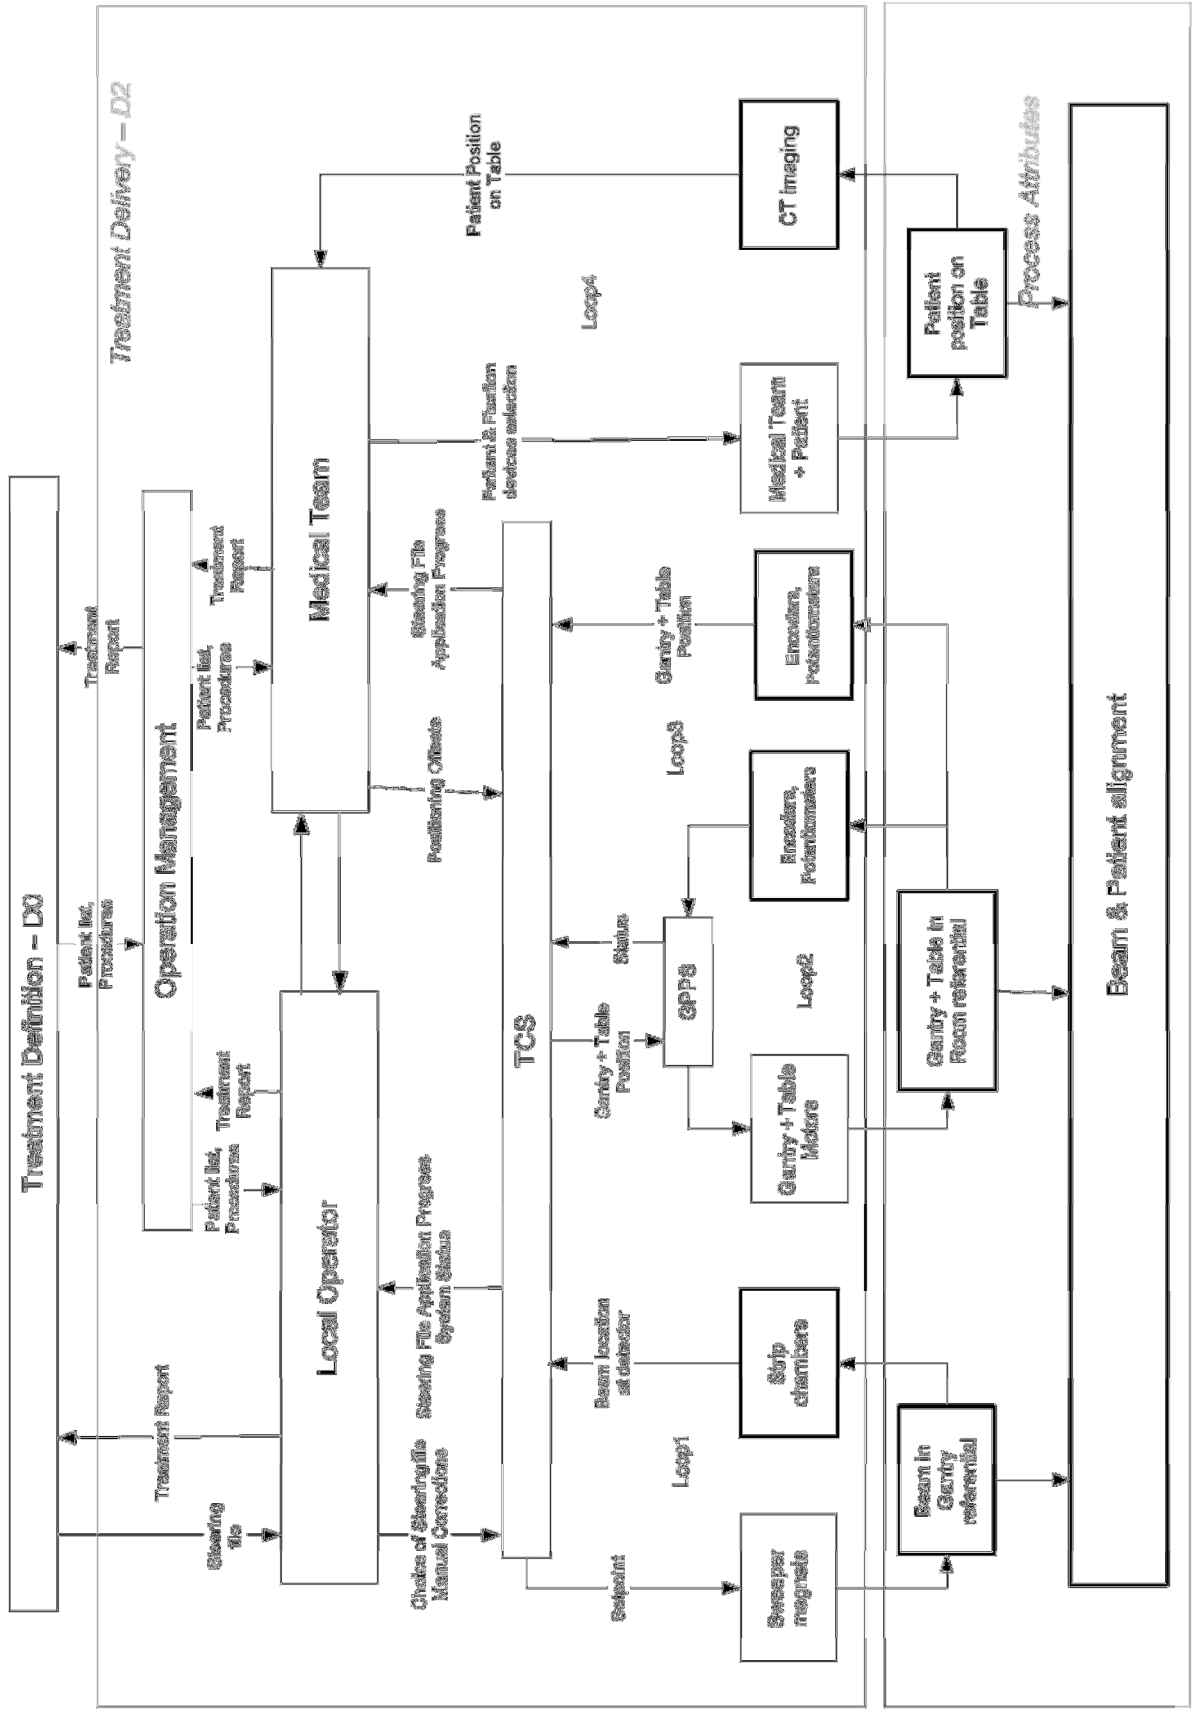 Treatment Definition – D0
Steering
file
Treatment Report
Patient list,
Procedures
Treatment
Report
Treatment Delivery – D2
Operation Management
Patient list,
Procedures
Treatment
Report
Patient list,
Procedures
Treatment
Report
Local Operator
Medical Team
Choice of Steeringfile
Manual Corrections
Steering File Application Progress
System Status
Positioning Offsets
Steering File
Application Progress
Patient & Fixation
devices selection
Patient Position
on Table
TCS
Setpoint
Beam location
at detector
Gantry + Table
Position
Status
Gantry + Table
Position
Loop1
GPPS
Loop3
Loop4
Loop2
Sweeper
magnets
Strip
chambers
Gantry + Table
Motors
Encoders,
Potentiometers
Encoders,
Potentiometers
Medical Team
+ Patient
CT imaging
Beam in
Gantry
referential
Gantry + Table in
Room referential
Patient
position on
Table
Process Attributes
Beam & Patient alignment